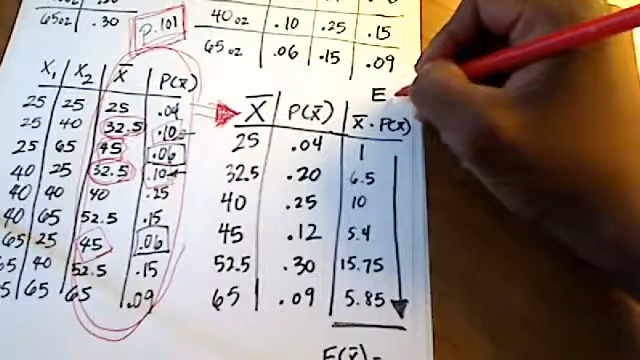 65oz .30
p.101
40oz .10 .25 .15
65oz .06 .15 .09
X1 X2 X̄ P(x̄)
25 25 25 .04
25 40 32.5 .10
25 65 45 .06
40 25 32.5 .10
40 40 40 .25
40 65 52.5 .15
65 25 45 .06
65 40 52.5 .15
65 65 65 .09
E
X̄ P(x̄) x̄·P(x̄)
25 .04 1
32.5 .20 6.5
40 .25 10
45 .12 5.4
52.5 .30 15.75
65 .09 5.85
E(x̄) =